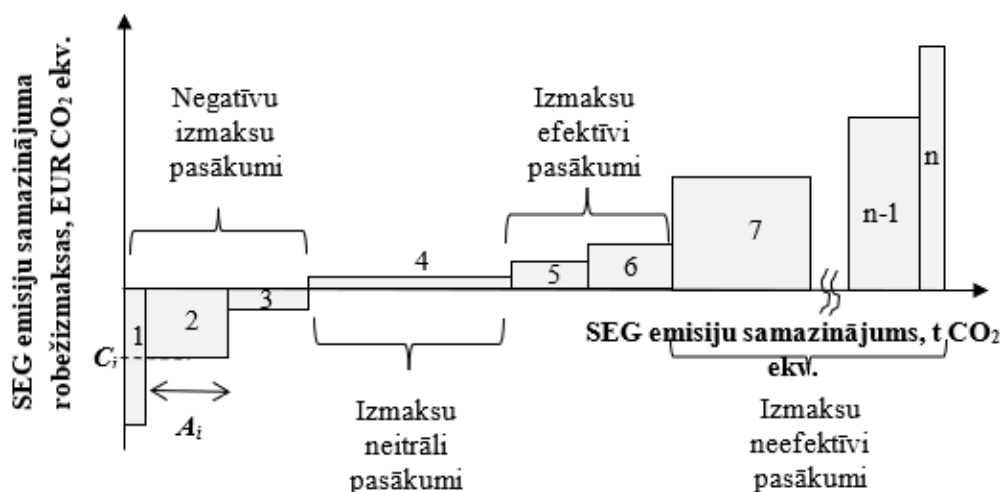 SEG emisiju samazinājuma
robežizmaksas, EUR CO₂ ekv.
Negatīvu
izmaksu
pasākumi
Izmaksu
efektīvi
pasākumi
1
2
3
4
5
6
7
n-1
n
Cᵢ
Aᵢ
SEG emisiju samazinājums, t CO₂
ekv.
Izmaksu
neitrāli
pasākumi
Izmaksu
neefektīvi
pasākumi